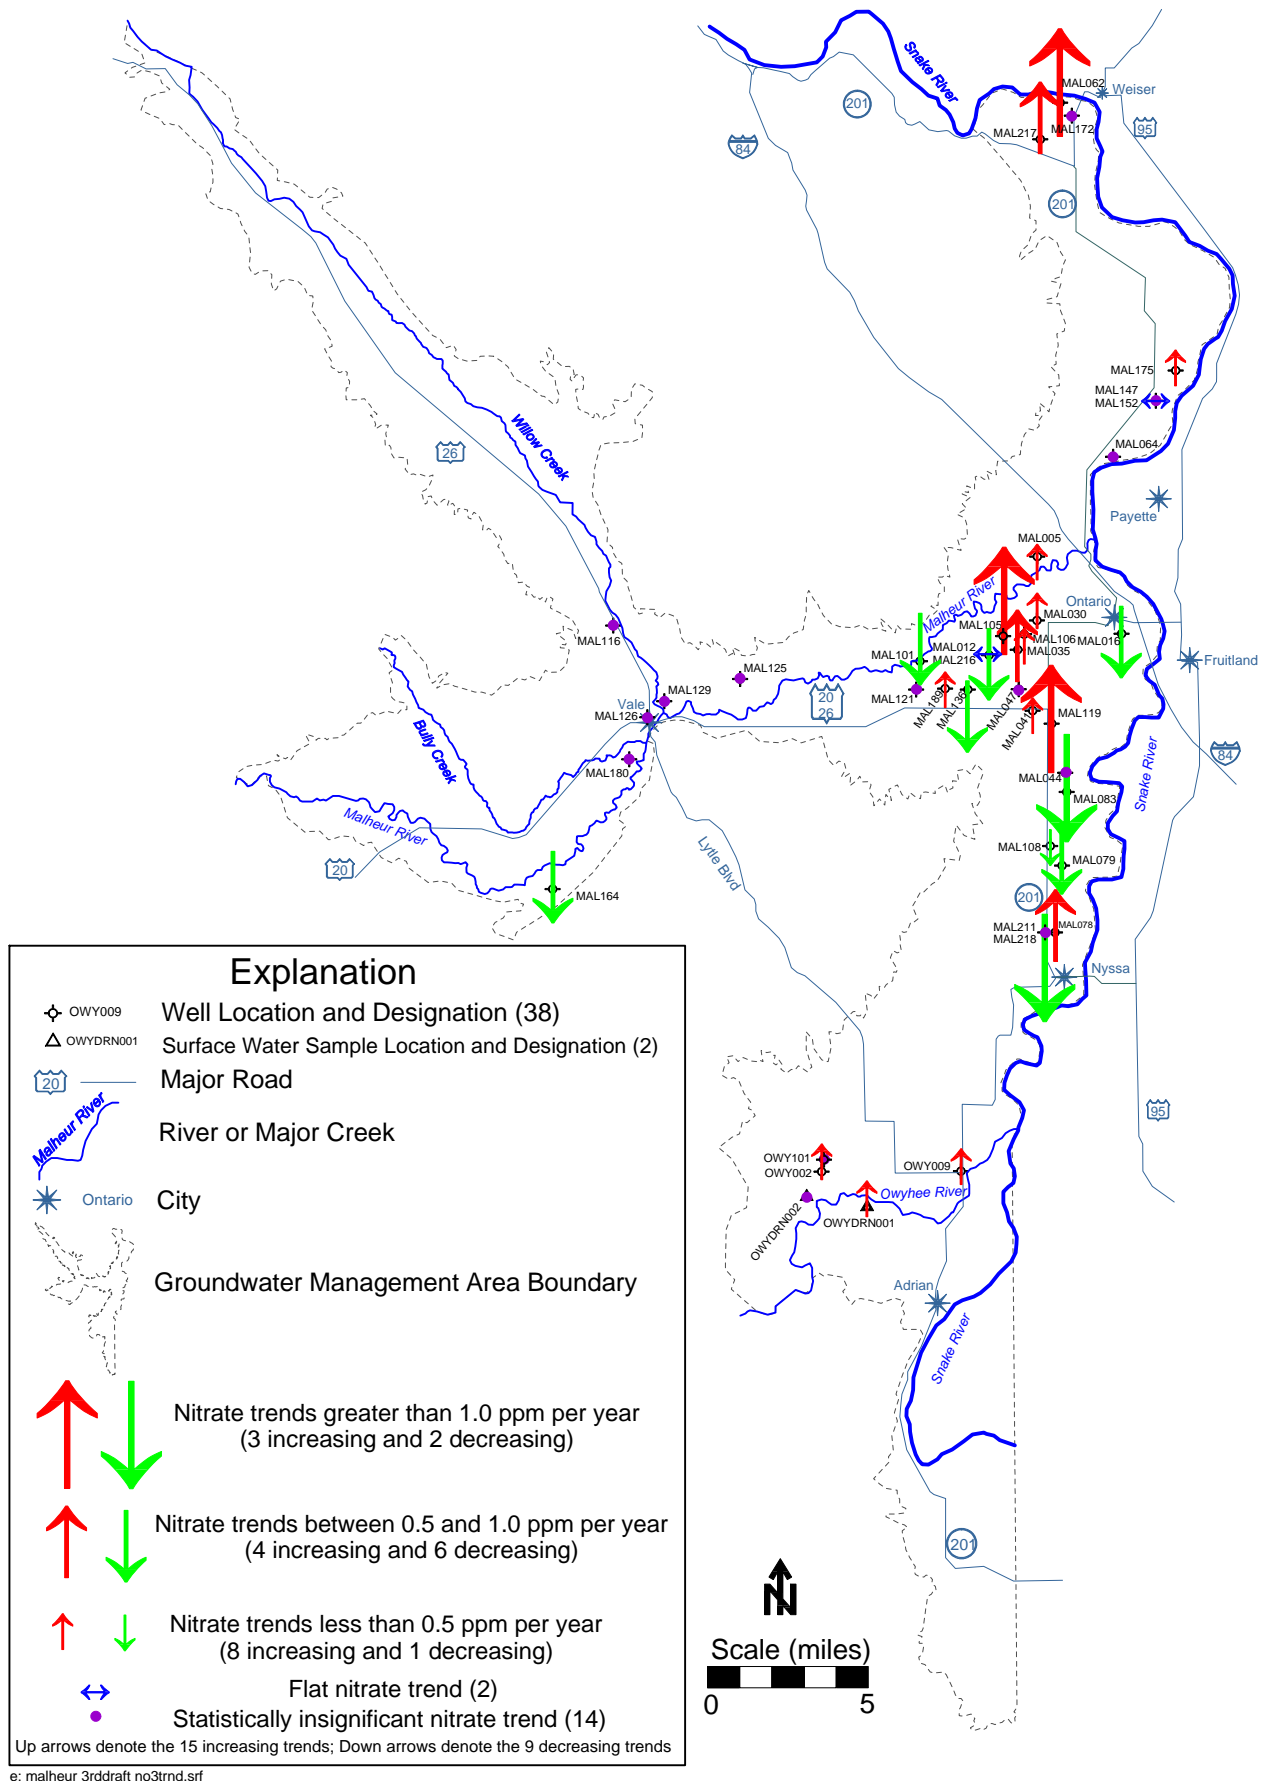 Snake River
MAL062
Weiser
201
MAL217
MAL172
95
84
201
MAL175
MAL147
MAL152
Willow Creek
26
MAL064
Payette
MAL005
Malheur River
Ontario
MAL105
MAL030
MAL106
MAL016
MAL116
MAL012
MAL035
MAL101
MAL216
Fruitland
MAL125
MAL121
MAL189
MAL136
MAL047
MAL129
Vale
20
26
MAL041
MAL119
MAL126
Bully Creek
Snake River
84
MAL180
MAL044
MAL083
Malheur River
Lytle Blvd
MAL108
MAL079
20
MAL164
201
MAL211
MAL078
MAL218
Nyssa
95
OWY101
OWY002
OWY009
Owyhee River
OWYDRN002
OWYDRN001
Adrian
Snake River
201
Explanation
OWY009 Well Location and Designation (38)
OWYDRN001 Surface Water Sample Location and Designation (2)
20 Major Road
Malheur River
River or Major Creek
Ontario City
Groundwater Management Area Boundary
Nitrate trends greater than 1.0 ppm per year
(3 increasing and 2 decreasing)
Nitrate trends between 0.5 and 1.0 ppm per year
(4 increasing and 6 decreasing)
Nitrate trends less than 0.5 ppm per year
(8 increasing and 1 decreasing)
Flat nitrate trend (2)
Statistically insignificant nitrate trend (14)
Up arrows denote the 15 increasing trends; Down arrows denote the 9 decreasing trends
N
Scale (miles)
0 5
e: malheur 3rddraft no3trnd.srf